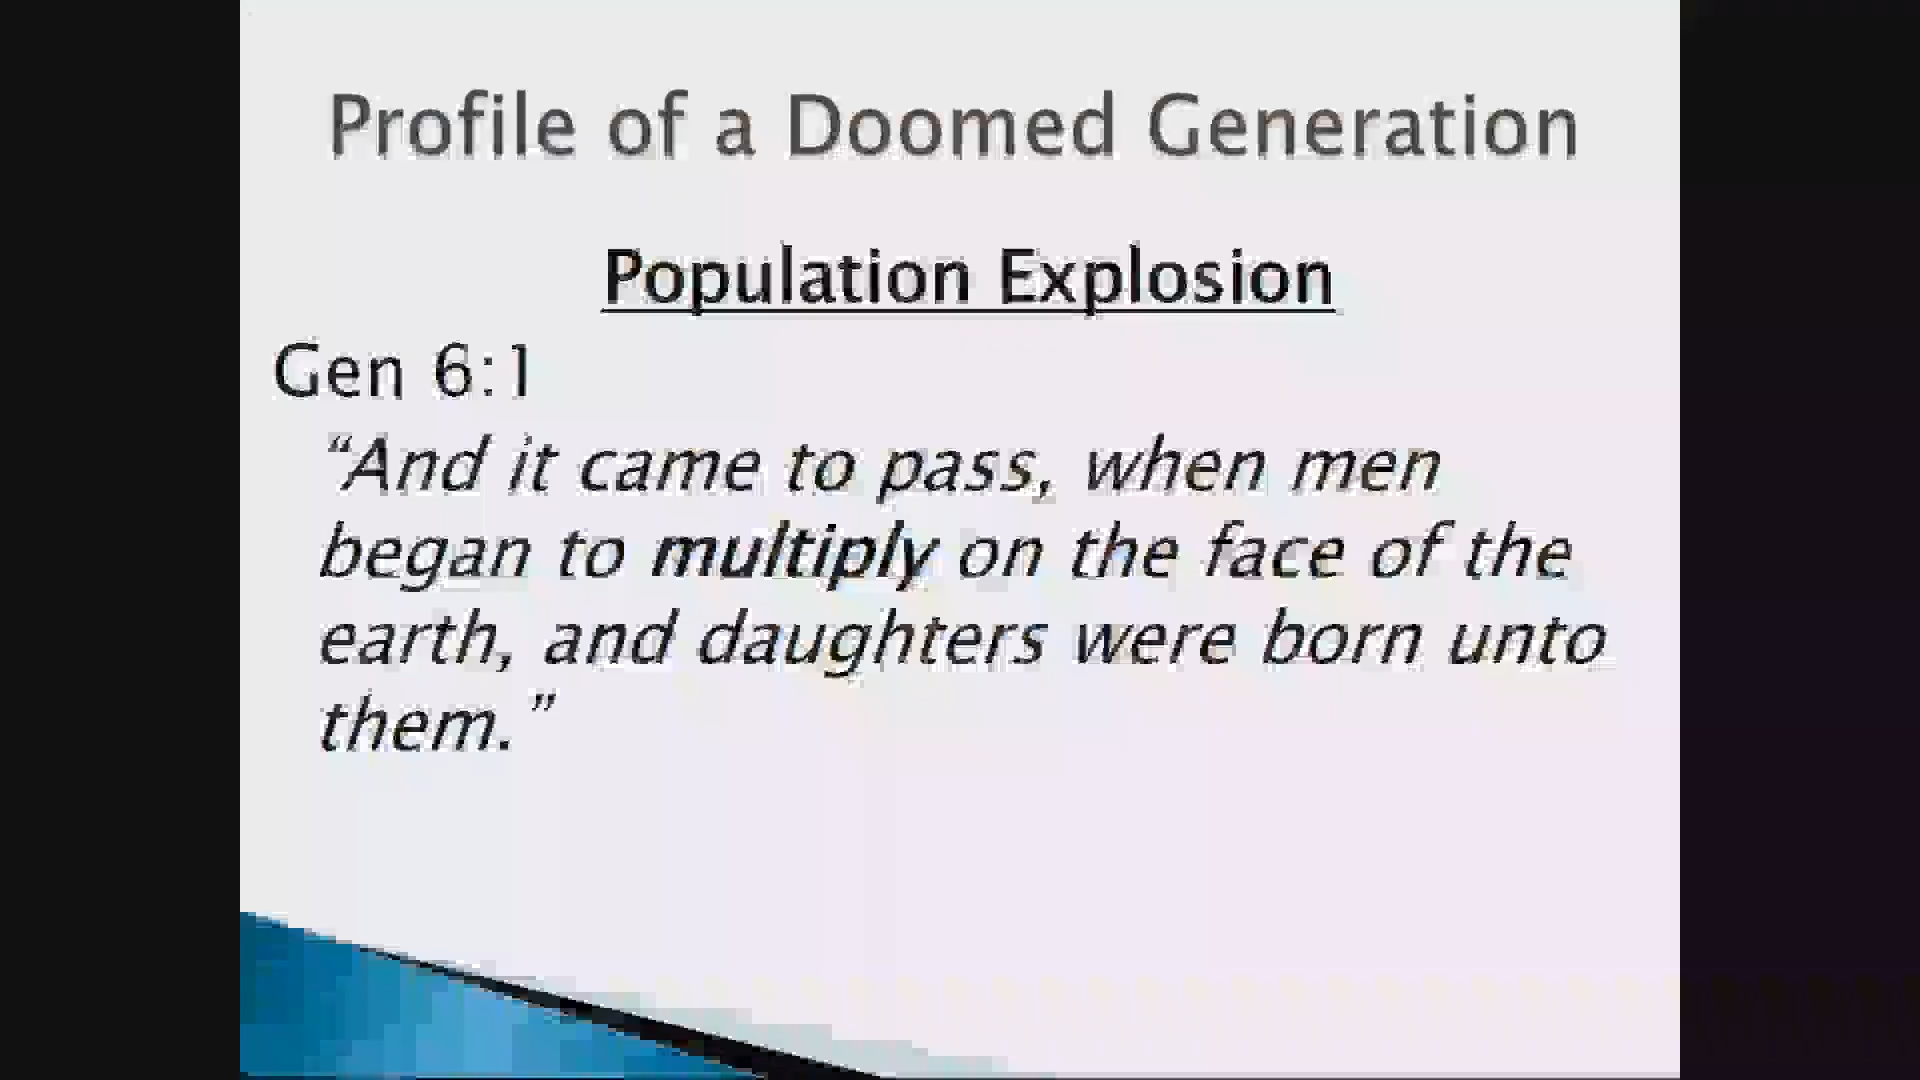 Profile of a Doomed Generation
Population Explosion
Gen 6:1
“And it came to pass, when men
began to multiply on the face of the
earth, and daughters were born unto
them.”